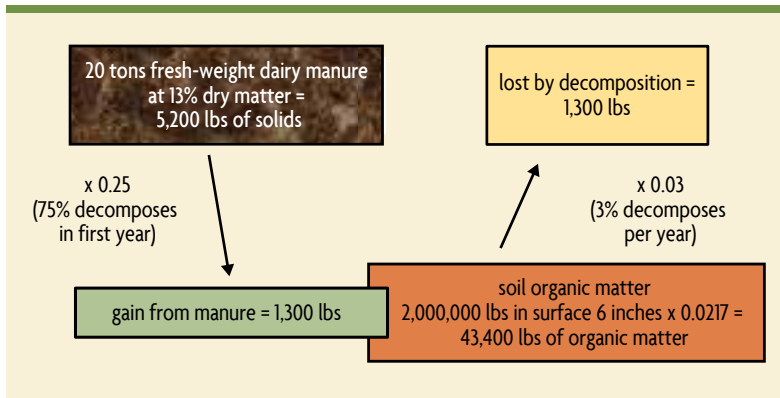 20 tons fresh-weight dairy manure
at 13% dry matter =
5,200 lbs of solids
lost by decomposition =
1,300 lbs
x 0.25
(75% decomposes
in first year)
x 0.03
(3% decomposes
per year)
gain from manure = 1,300 lbs
soil organic matter
2,000,000 lbs in surface 6 inches x 0.0217 =
43,400 lbs of organic matter